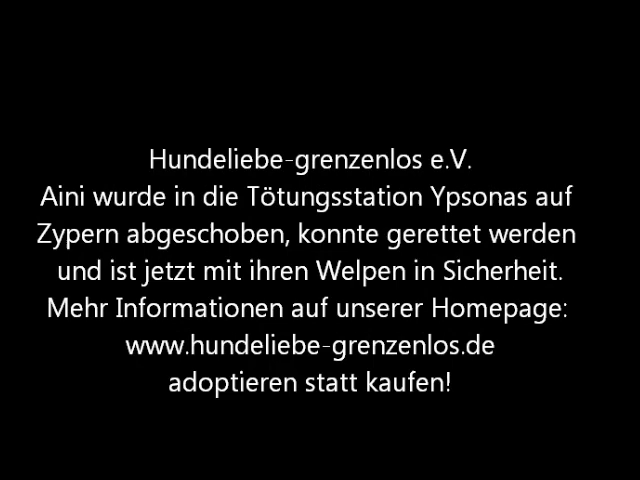 Hundeliebe-grenzenlos e.V.
Aini wurde in die Tötungsstation Ypsonas auf
Zypern abgeschoben, konnte gerettet werden
und ist jetzt mit ihren Welpen in Sicherheit.
Mehr Informationen auf unserer Homepage:
www.hundeliebe-grenzenlos.de
adoptieren statt kaufen!